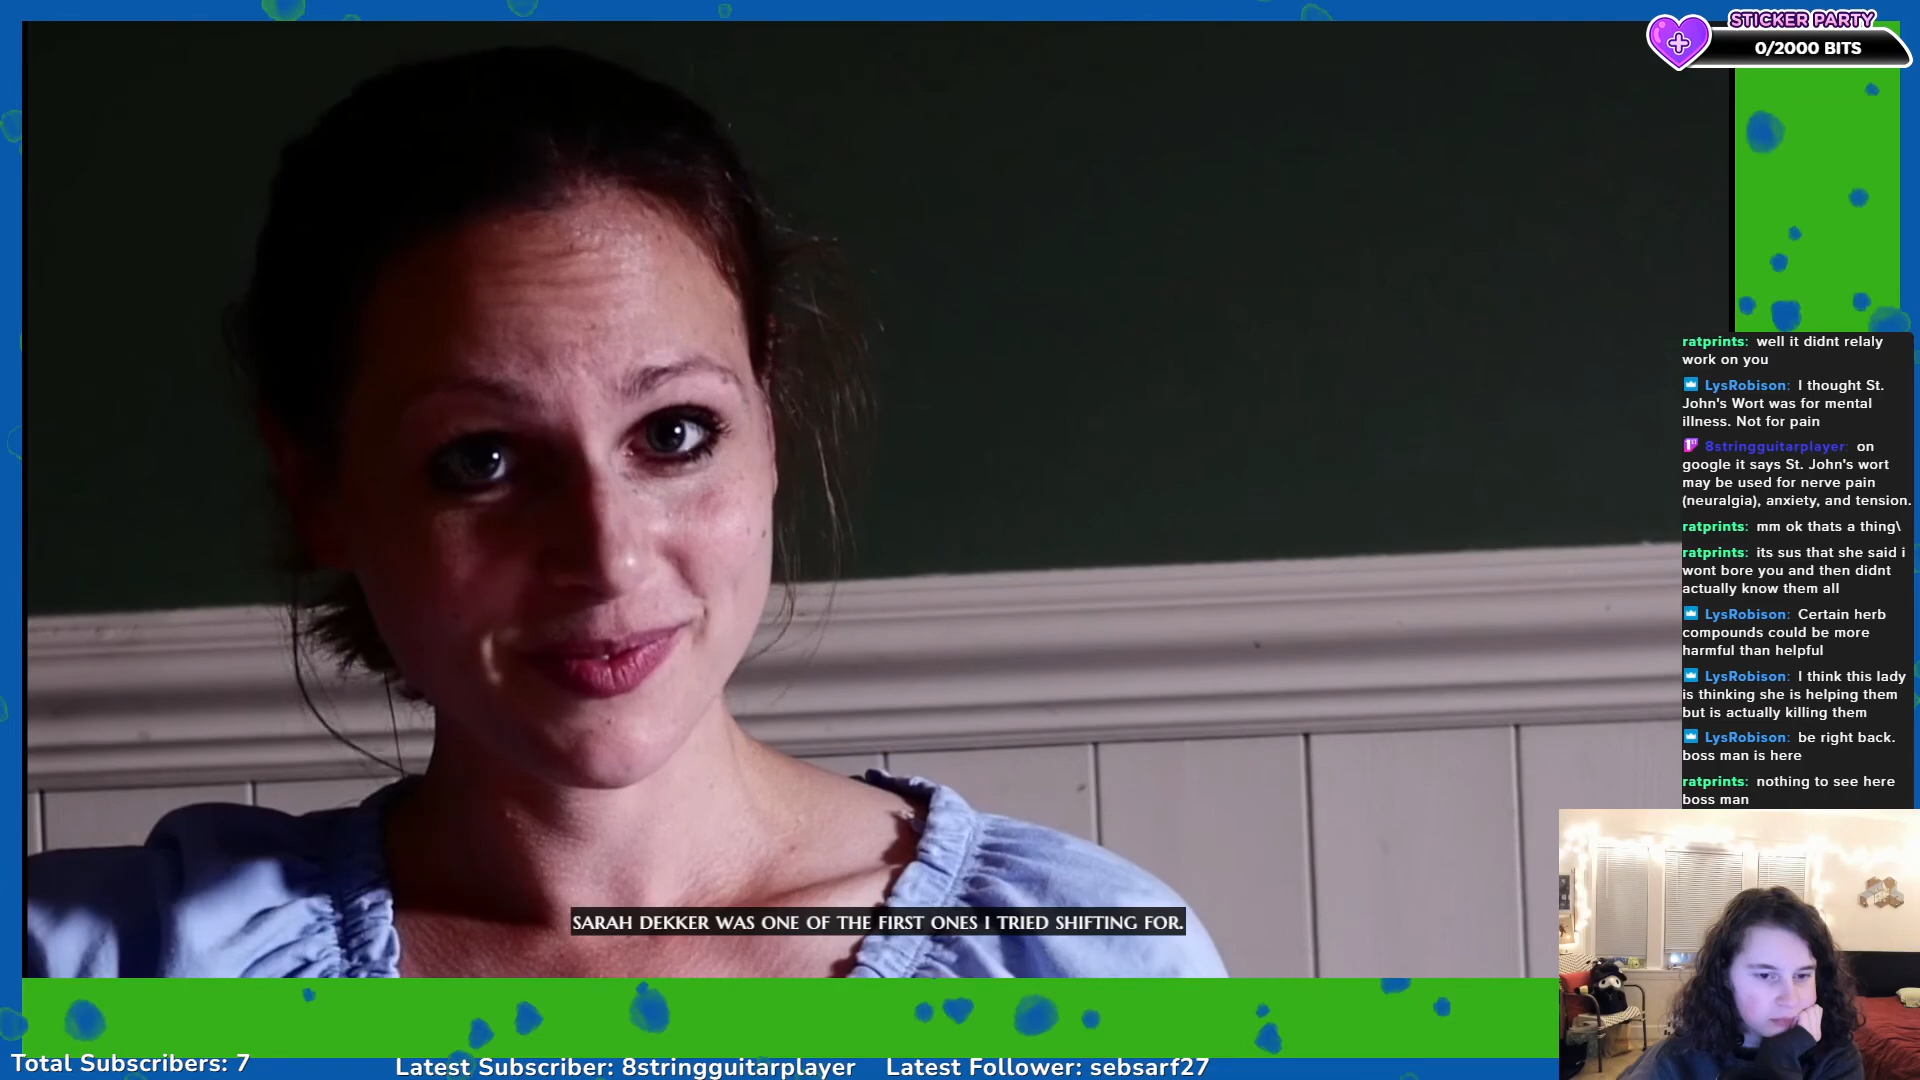 STICKER PARTY
0/2000 BITS
ratprints: well it didnt relaly
work on you
LysRobison: I thought St.
John's Wort was for mental
illness. Not for pain
8stringguitarplayer: on
google it says St. John's wort
may be used for nerve pain
(neuralgia), anxiety, and tension.
ratprints: mm ok thats a thing\
ratprints: its sus that she said i
wont bore you and then didnt
actually know them all
LysRobison: Certain herb
compounds could be more
harmful than helpful
LysRobison: I think this lady
is thinking she is helping them
but is actually killing them
LysRobison: be right back.
boss man is here
ratprints: nothing to see here
boss man
SARAH DEKKER WAS ONE OF THE FIRST ONES I TRIED SHIFTING FOR.
Total Subscribers: 7
Latest Subscriber: 8stringguitarplayer
Latest Follower: sebsarf27